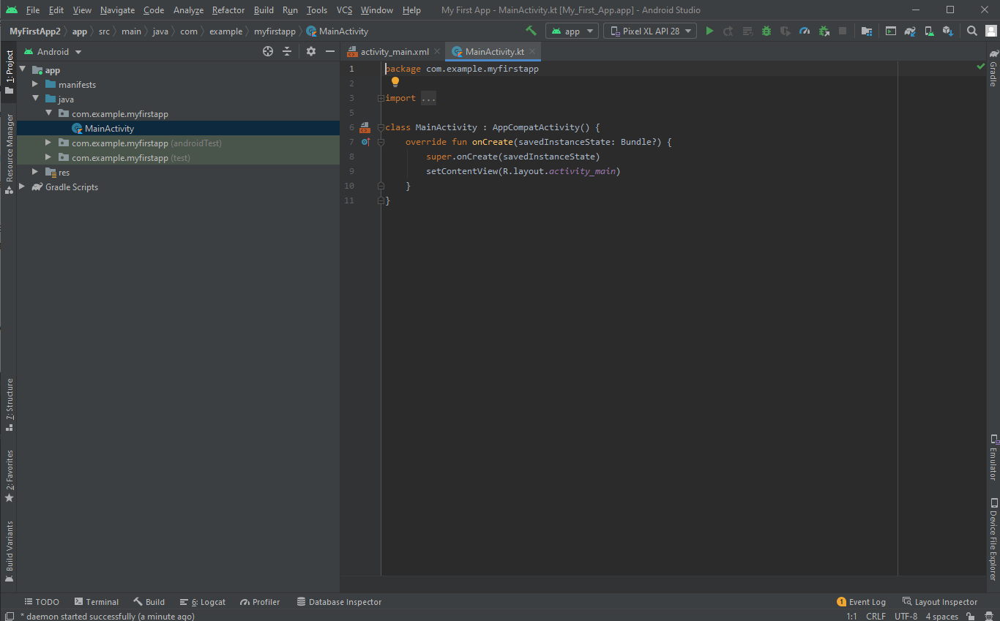 File Edit View Navigate Code Analyze Refactor Build Run Tools VCS Window Help My First App - MainActivity.kt [My_First_App.app] - Android Studio
MyFirstApp2 app src main java com example myfirstapp MainActivity app Pixel XL API 28
Android
activity_main.xml MainActivity.kt
1: Project
Resource Manager
7: Structure
2: Favorites
Build Variants
app
manifests
java
com.example.myfirstapp
MainActivity
com.example.myfirstapp (androidTest)
com.example.myfirstapp (test)
res
Gradle Scripts
1 package com.example.myfirstapp
2
3 import ...
5
6 class MainActivity : AppCompatActivity() {
7 override fun onCreate(savedInstanceState: Bundle?) {
8 super.onCreate(savedInstanceState)
9 setContentView(R.layout.activity_main)
10 }
11 }
Gradle
Emulator
Device File Explorer
TODO Terminal Build 6: Logcat Profiler Database Inspector 1 Event Log Layout Inspector
* daemon started successfully (a minute ago) 1:1 CRLF UTF-8 4 spaces